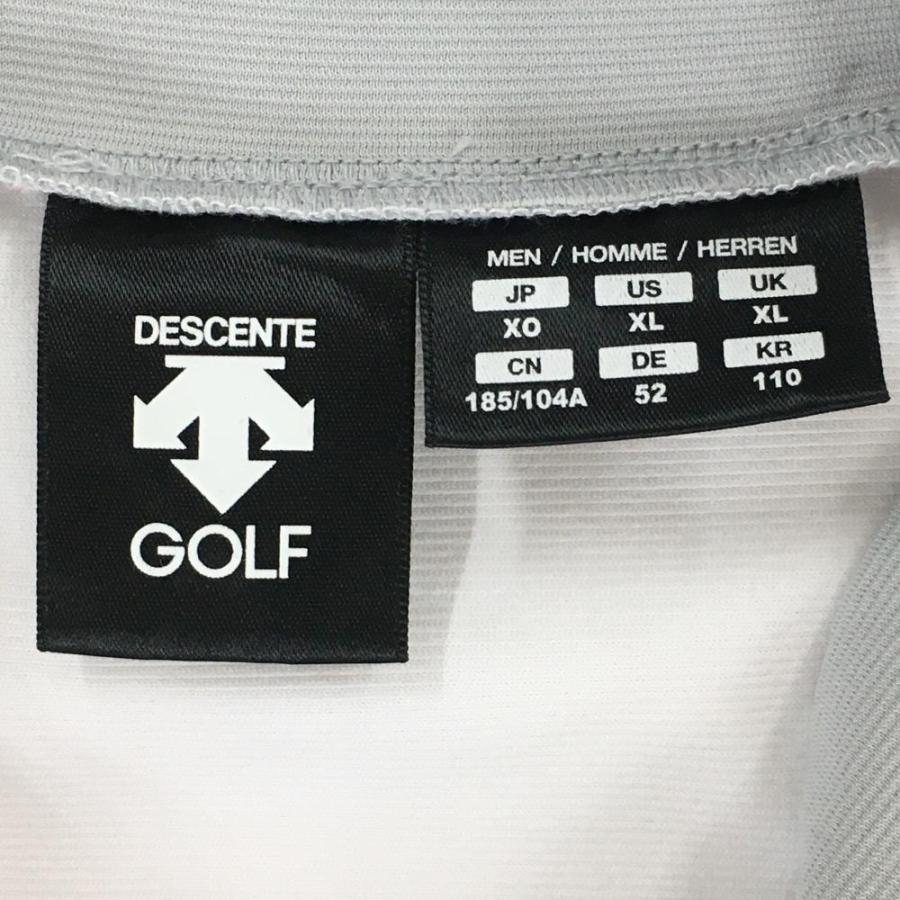 DESCENTE
GOLF
MEN / HOMME / HERREN
JP US UK
XO XL XL
CN DE KR
185/104A 52 110